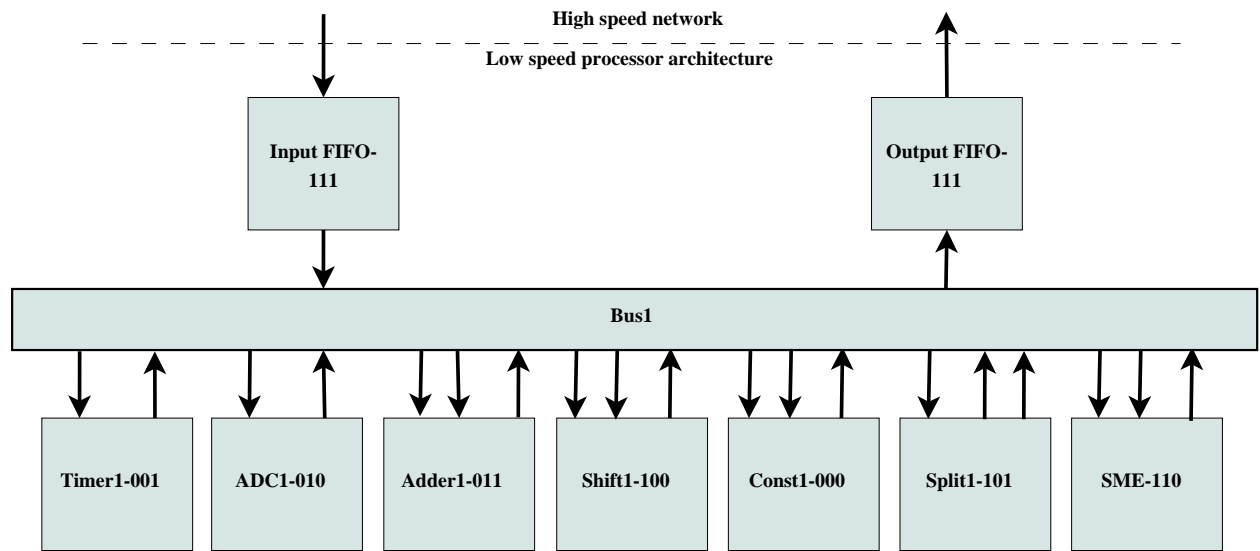 High speed network
Low speed processor architecture
Input FIFO-
111
Output FIFO-
111
Bus1
Timer1-001
ADC1-010
Adder1-011
Shift1-100
Const1-000
Split1-101
SME-110